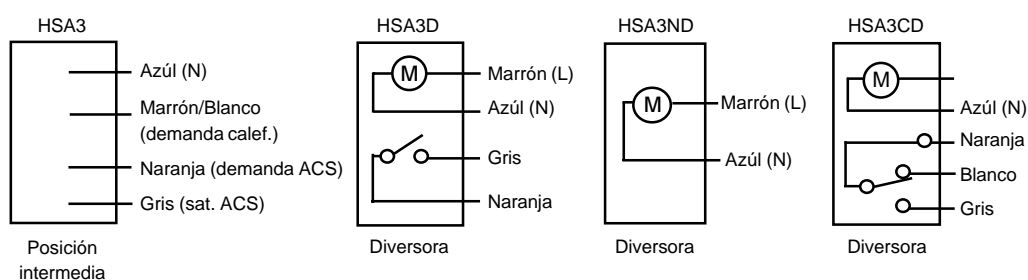 HSA3
Azúl (N)
Marrón/Blanco
(demanda calef.)
Naranja (demanda ACS)
Gris (sat. ACS)
Posición
intermedia
HSA3D
M
Marrón (L)
Azúl (N)
Gris
Naranja
Diversora
HSA3ND
M
Marrón (L)
Azúl (N)
Diversora
HSA3CD
M
Azúl (N)
Naranja
Blanco
Gris
Diversora